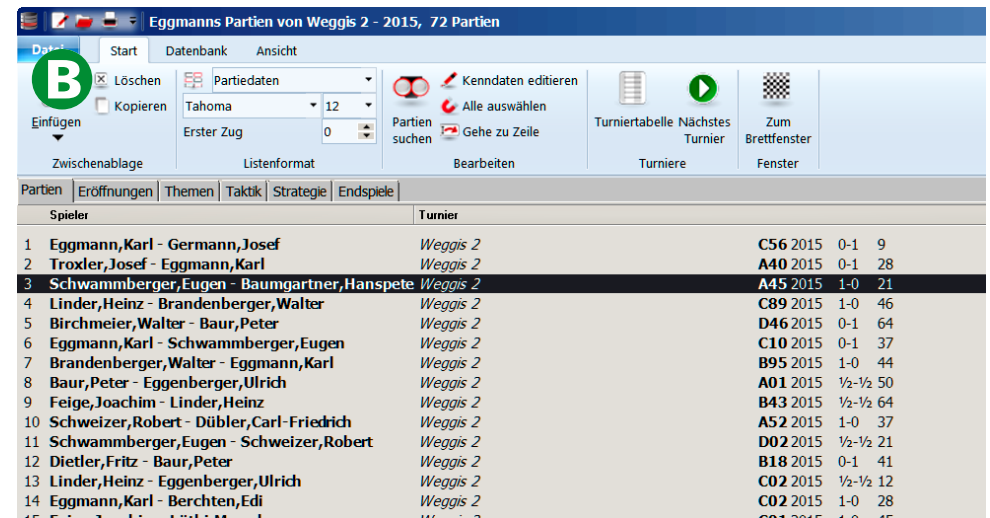 Eggmanns Partien von Weggis 2 - 2015, 72 Partien
Datei Start Datenbank Ansicht
B
Löschen Partiedaten Kenndaten editieren
Kopieren Tahoma 12 Alle auswählen
Einfügen Erster Zug 0 Partien suchen Gehe zu Zeile Turniertabelle Nächstes Turnier Zum Brettfenster
Zwischenablage Listenformat Bearbeiten Turniere Fenster
Partien Eröffnungen Themen Taktik Strategie Endspiele
Spieler Turnier
1 Eggmann,Karl - Germann,Josef Weggis 2 C56 2015 0-1 9
2 Troxler,Josef - Eggmann,Karl Weggis 2 A40 2015 0-1 28
3 Schwammberger,Eugen - Baumgartner,Hanspete Weggis 2 A45 2015 1-0 21
4 Linder,Heinz - Brandenberger,Walter Weggis 2 C89 2015 1-0 46
5 Birchmeier,Walter - Baur,Peter Weggis 2 D46 2015 0-1 64
6 Eggmann,Karl - Schwammberger,Eugen Weggis 2 C10 2015 0-1 37
7 Brandenberger,Walter - Eggmann,Karl Weggis 2 B95 2015 1-0 44
8 Baur,Peter - Eggenberger,Ulrich Weggis 2 A01 2015 ½-½ 50
9 Feige,Joachim - Linder,Heinz Weggis 2 B43 2015 ½-½ 64
10 Schweizer,Robert - Dübler,Carl-Friedrich Weggis 2 A52 2015 1-0 37
11 Schwammberger,Eugen - Schweizer,Robert Weggis 2 D02 2015 ½-½ 21
12 Dietler,Fritz - Baur,Peter Weggis 2 B18 2015 0-1 41
13 Linder,Heinz - Eggenberger,Ulrich Weggis 2 C02 2015 ½-½ 12
14 Eggmann,Karl - Berchten,Edi Weggis 2 C02 2015 1-0 28